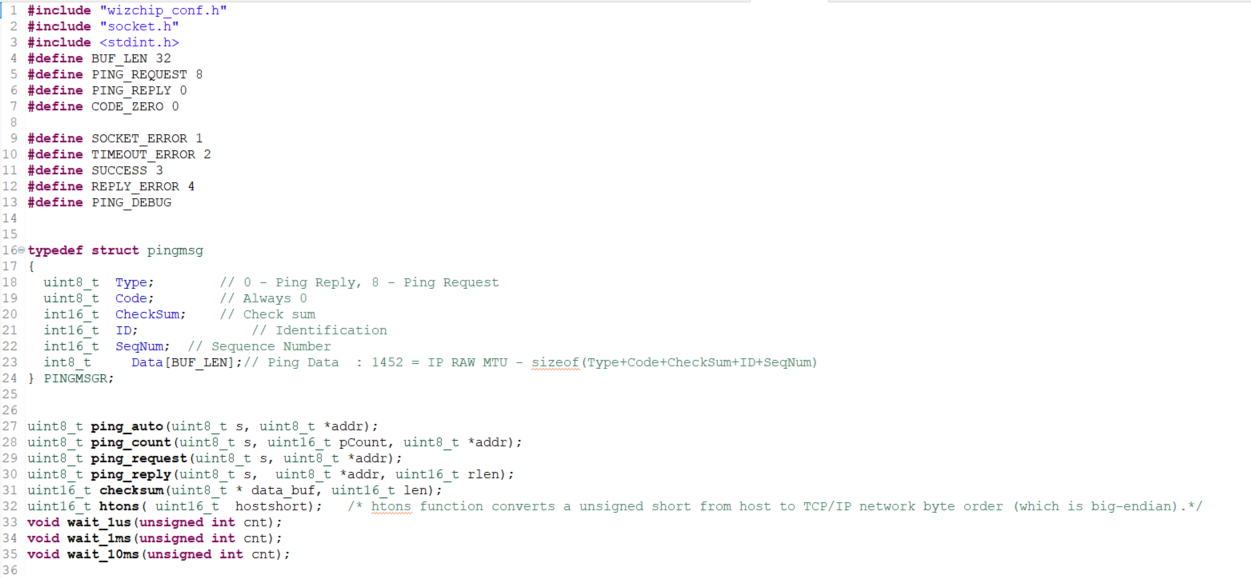 1 #include "wizchip_conf.h"
2 #include "socket.h"
3 #include <stdint.h>
4 #define BUF_LEN 32
5 #define PING_REQUEST 8
6 #define PING_REPLY 0
7 #define CODE_ZERO 0
8
9 #define SOCKET_ERROR 1
10 #define TIMEOUT_ERROR 2
11 #define SUCCESS 3
12 #define REPLY_ERROR 4
13 #define PING_DEBUG
14
15
16 typedef struct pingmsg
17 {
18   uint8_t  Type;        // 0 - Ping Reply, 8 - Ping Request
19   uint8_t  Code;        // Always 0
20   int16_t  CheckSum;    // Check sum
21   int16_t  ID;              // Identification
22   int16_t  SeqNum;  // Sequence Number
23   int8_t     Data[BUF_LEN];// Ping Data  : 1452 = IP RAW MTU - sizeof(Type+Code+CheckSum+ID+SeqNum)
24 } PINGMSGR;
25
26
27 uint8_t ping_auto(uint8_t s, uint8_t *addr);
28 uint8_t ping_count(uint8_t s, uint16_t pCount, uint8_t *addr);
29 uint8_t ping_request(uint8_t s, uint8_t *addr);
30 uint8_t ping_reply(uint8_t s,  uint8_t *addr, uint16_t rlen);
31 uint16_t checksum(uint8_t * data_buf, uint16_t len);
32 uint16_t htons( uint16_t  hostshort);   /* htons function converts a unsigned short from host to TCP/IP network byte order (which is big-endian).*/
33 void wait_1us(unsigned int cnt);
34 void wait_1ms(unsigned int cnt);
35 void wait_10ms(unsigned int cnt);
36